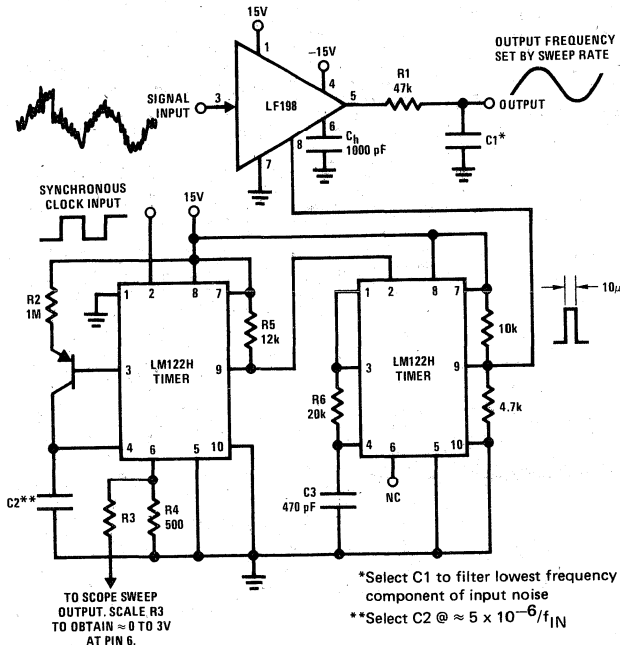 15V
-15V
OUTPUT FREQUENCY
SET BY SWEEP RATE
1
4
R1
47k
SIGNAL
INPUT
3
LF198
5
OUTPUT
6
8
Ch
1000 pF
C1*
7
SYNCHRONOUS
CLOCK INPUT
15V
R2
1M
1
2
8
7
R5
12k
3
LM122H
TIMER
9
4
6
5
10
C2**
R3
R4
500
1
2
8
7
10k
10μ
3
LM122H
TIMER
9
R6
20k
4.7k
4
6
5
10
C3
470 pF
NC
TO SCOPE SWEEP
OUTPUT. SCALE R3
TO OBTAIN ≈ 0 TO 3V
AT PIN 6.
*Select C1 to filter lowest frequency
component of input noise
**Select C2 @ ≈ 5 x 10⁻⁶/fIN